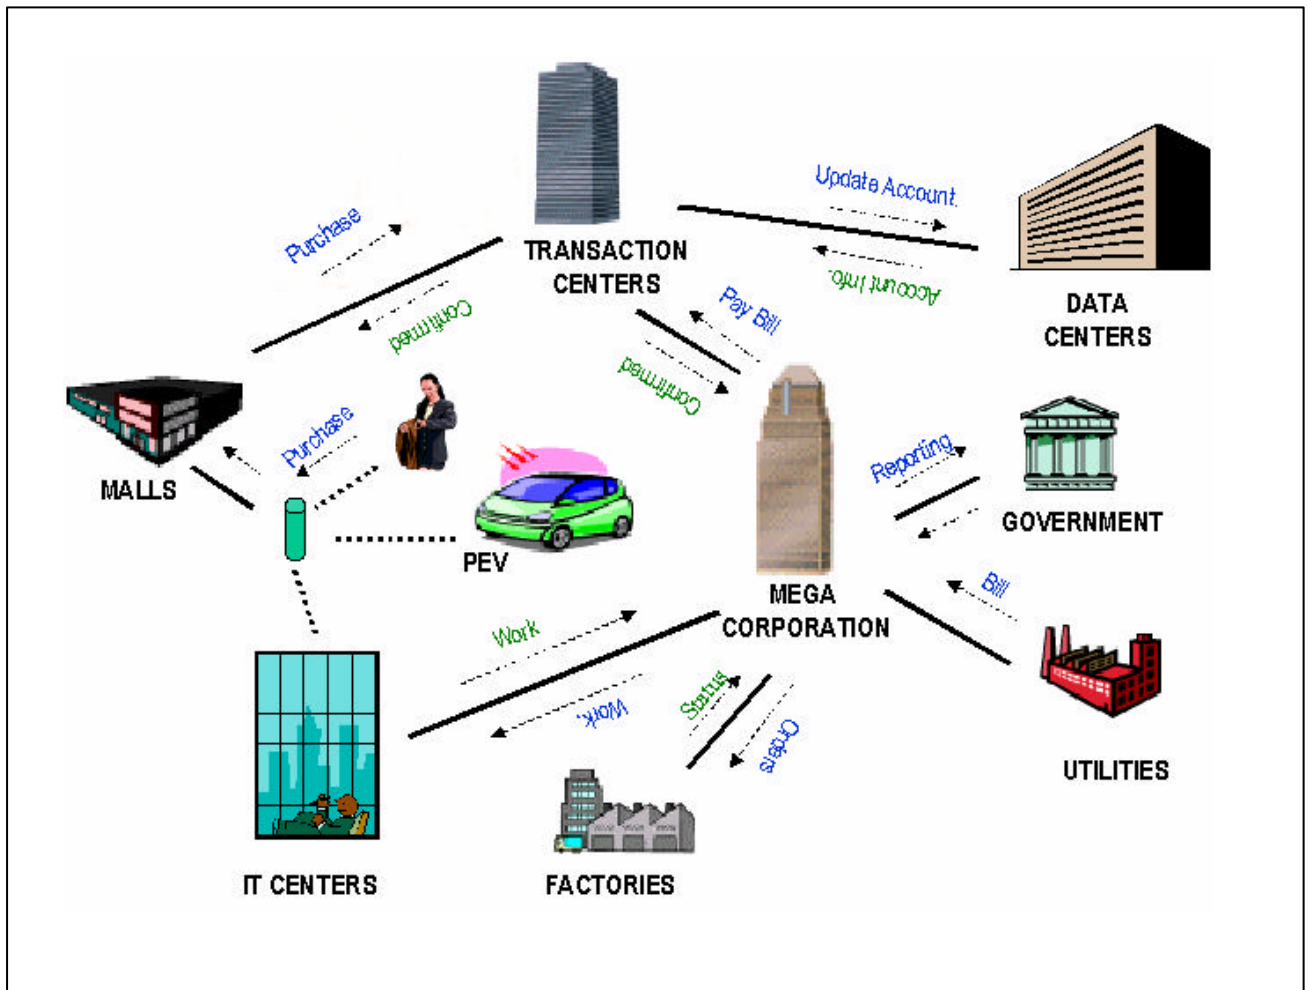 Update Account.
Purchase
TRANSACTION
CENTERS
Account Info.
DATA
CENTERS
Pay Bill
Confirmed
Confirmed
Purchase
MALLS
Reporting
GOVERNMENT
PEV
Bill
MEGA
CORPORATION
Work
Work.
Status
Orders
UTILITIES
IT CENTERS
FACTORIES